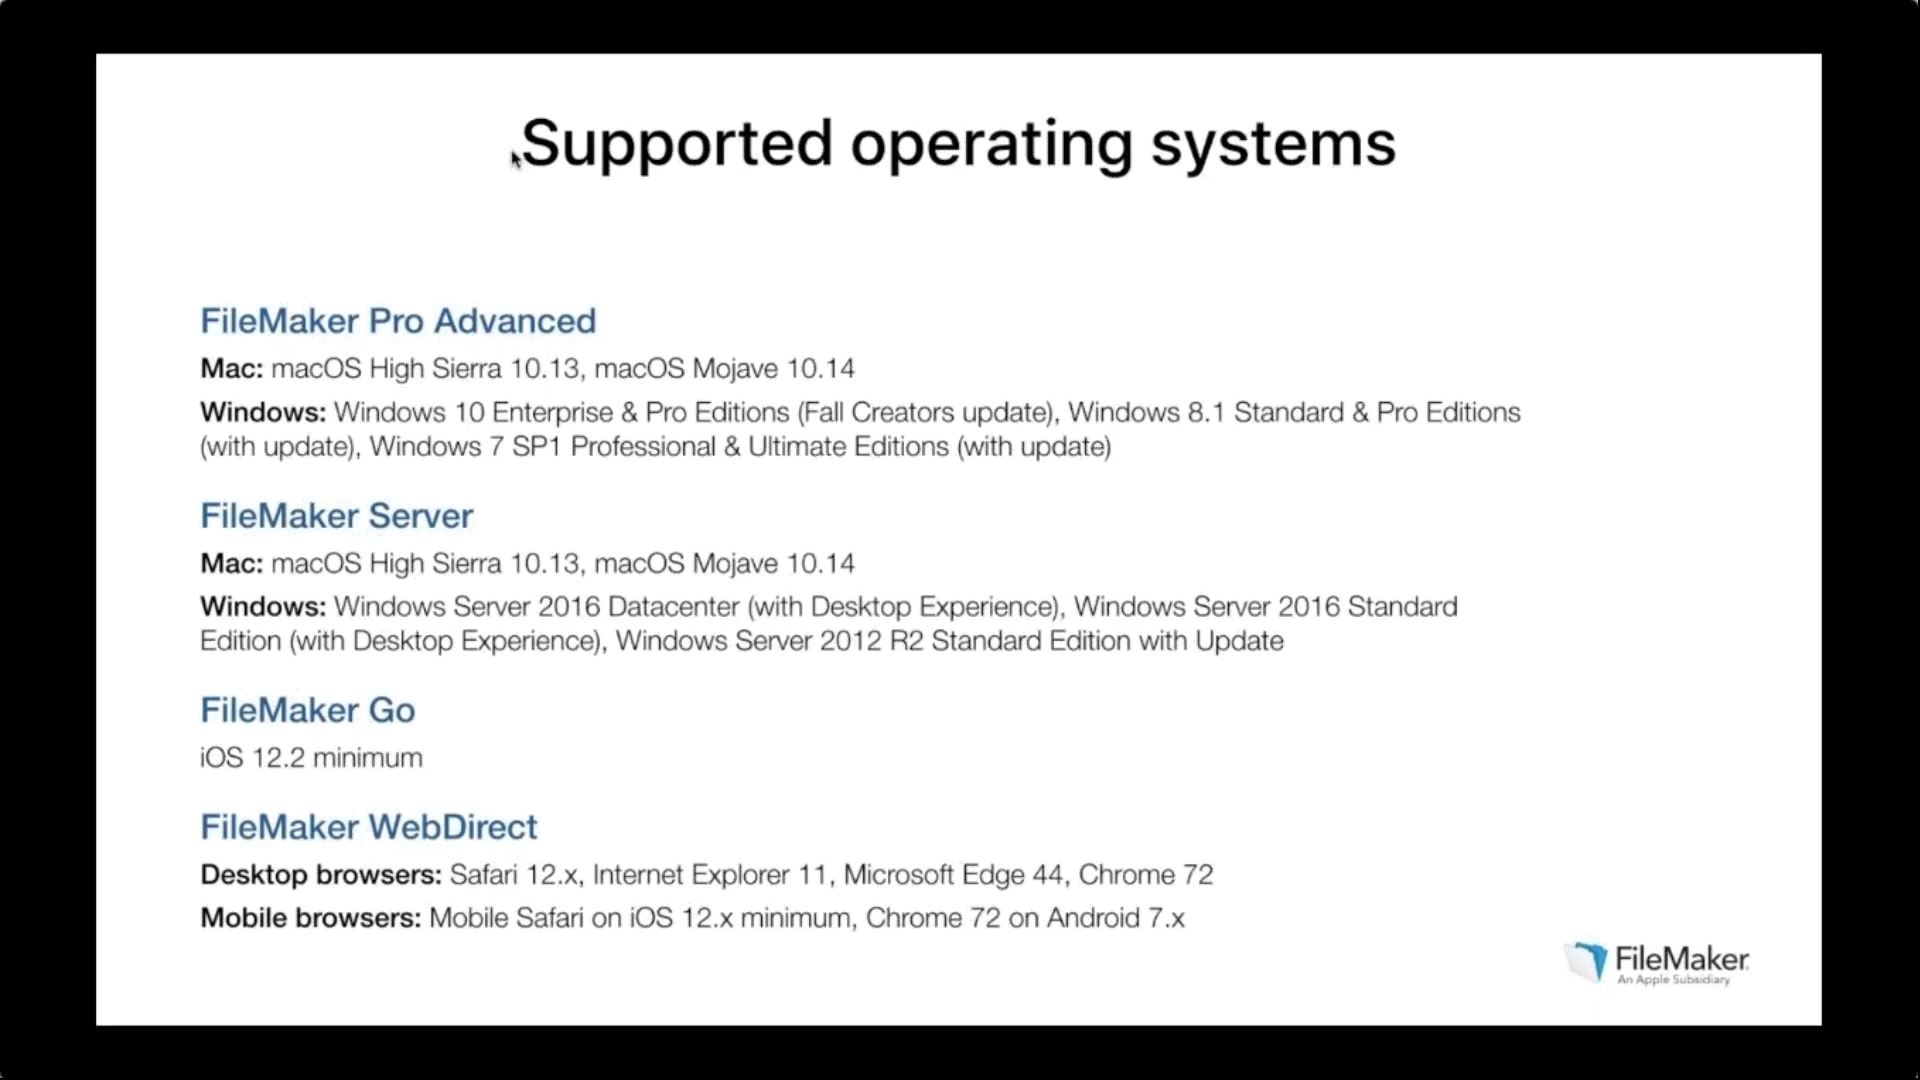 Supported operating systems
FileMaker Pro Advanced
Mac: macOS High Sierra 10.13, macOS Mojave 10.14
Windows: Windows 10 Enterprise & Pro Editions (Fall Creators update), Windows 8.1 Standard & Pro Editions
(with update), Windows 7 SP1 Professional & Ultimate Editions (with update)
FileMaker Server
Mac: macOS High Sierra 10.13, macOS Mojave 10.14
Windows: Windows Server 2016 Datacenter (with Desktop Experience), Windows Server 2016 Standard
Edition (with Desktop Experience), Windows Server 2012 R2 Standard Edition with Update
FileMaker Go
iOS 12.2 minimum
FileMaker WebDirect
Desktop browsers: Safari 12.x, Internet Explorer 11, Microsoft Edge 44, Chrome 72
Mobile browsers: Mobile Safari on iOS 12.x minimum, Chrome 72 on Android 7.x
FileMaker
An Apple Subsidiary